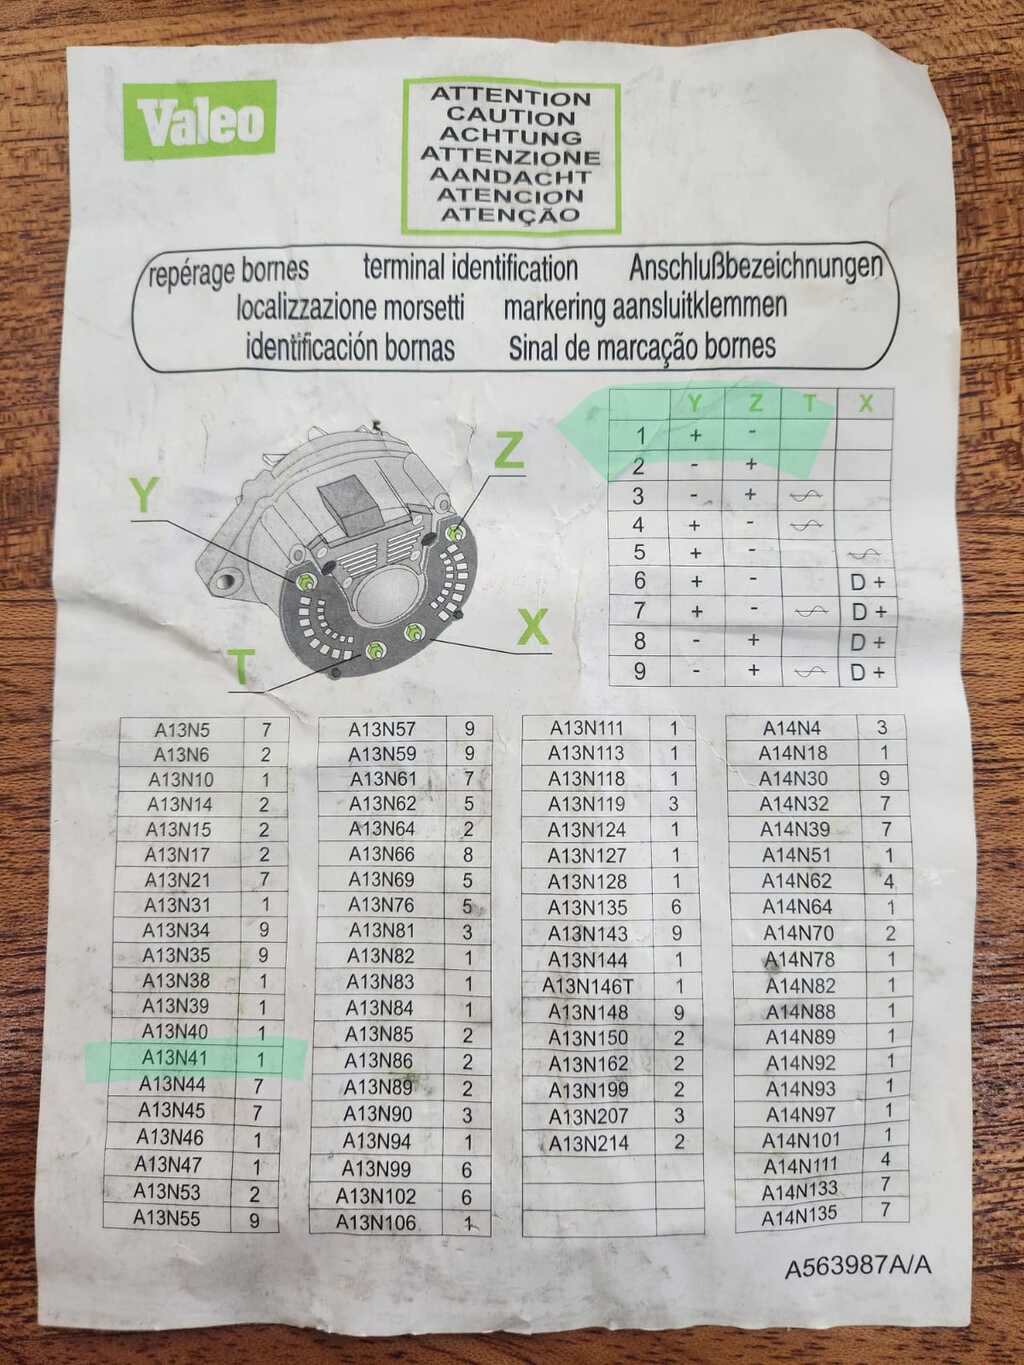 Valeo
ATTENTION
CAUTION
ACHTUNG
ATTENZIONE
AANDACHT
ATENCION
ATENÇÃO
repérage bornes terminal identification Anschlußbezeichnungen
localizzazione morsetti markering aansluitklemmen
identificación bornas Sinal de marcação bornes
Y
Z
T
X
Y Z T X
1 + -
2 - +
3 - + ~
4 + - ~
5 + - ~
6 + - D +
7 + - ~ D +
8 - + D +
9 - + ~ D +
A13N5 7
A13N6 2
A13N10 1
A13N14 2
A13N15 2
A13N17 2
A13N21 7
A13N31 1
A13N34 9
A13N35 9
A13N38 1
A13N39 1
A13N40 1
A13N41 1
A13N44 7
A13N45 7
A13N46 1
A13N47 1
A13N53 2
A13N55 9
A13N57 9
A13N59 9
A13N61 7
A13N62 5
A13N64 2
A13N66 8
A13N69 5
A13N76 5
A13N81 3
A13N82 1
A13N83 1
A13N84 1
A13N85 2
A13N86 2
A13N89 2
A13N90 3
A13N94 1
A13N99 6
A13N102 6
A13N106 1
A13N111 1
A13N113 1
A13N118 1
A13N119 3
A13N124 1
A13N127 1
A13N128 1
A13N135 6
A13N143 9
A13N144 1
A13N146T 1
A13N148 9
A13N150 2
A13N162 2
A13N199 2
A13N207 3
A13N214 2
A14N4 3
A14N18 1
A14N30 9
A14N32 7
A14N39 7
A14N51 1
A14N62 4
A14N64 1
A14N70 2
A14N78 1
A14N82 1
A14N88 1
A14N89 1
A14N92 1
A14N93 1
A14N97 1
A14N101 1
A14N111 4
A14N133 7
A14N135 7
A563987A/A